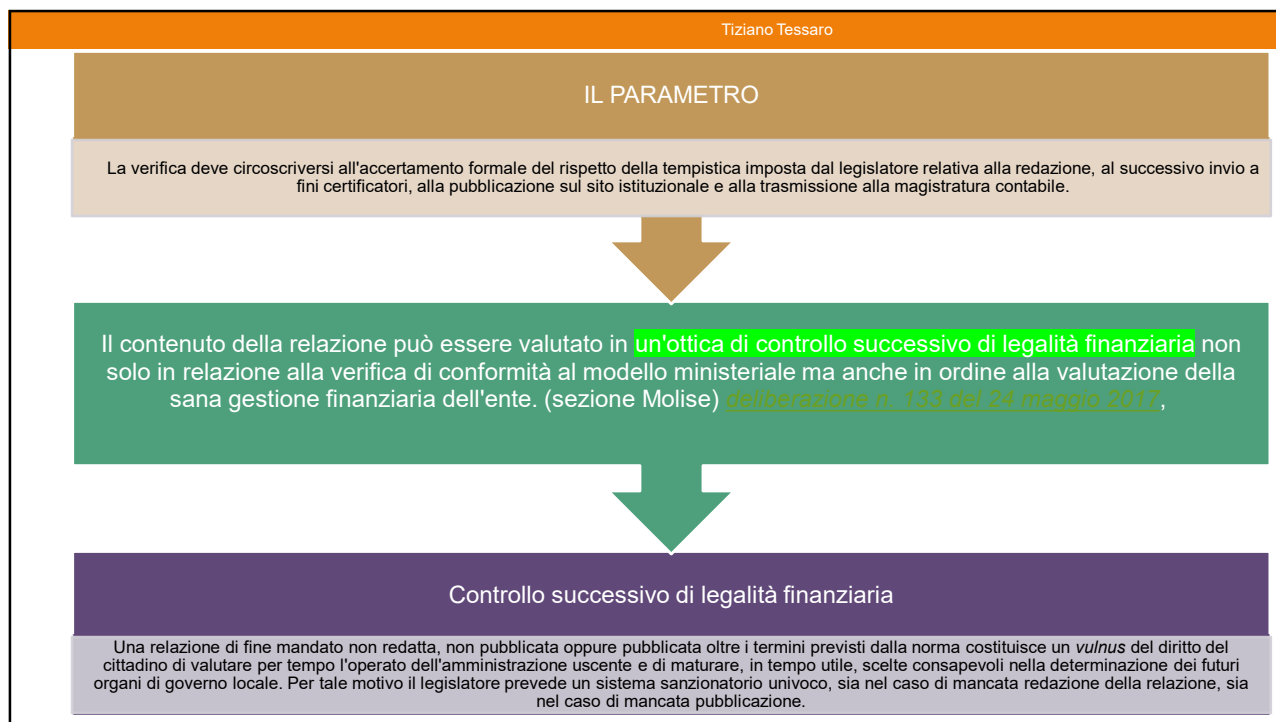 Tiziano Tessaro
IL PARAMETRO
La verifica deve circoscriversi all'accertamento formale del rispetto della tempistica imposta dal legislatore relativa alla redazione, al successivo invio a
fini certificatori, alla pubblicazione sul sito istituzionale e alla trasmissione alla magistratura contabile.
Il contenuto della relazione può essere valutato in un'ottica di controllo successivo di legalità finanziaria non
solo in relazione alla verifica di conformità al modello ministeriale ma anche in ordine alla valutazione della
sana gestione finanziaria dell'ente. (sezione Molise) deliberazione n. 133 del 24 maggio 2017,
Controllo successivo di legalità finanziaria
Una relazione di fine mandato non redatta, non pubblicata oppure pubblicata oltre i termini previsti dalla norma costituisce un vulnus del diritto del
cittadino di valutare per tempo l'operato dell'amministrazione uscente e di maturare, in tempo utile, scelte consapevoli nella determinazione dei futuri
organi di governo locale. Per tale motivo il legislatore prevede un sistema sanzionatorio univoco, sia nel caso di mancata redazione della relazione, sia
nel caso di mancata pubblicazione.